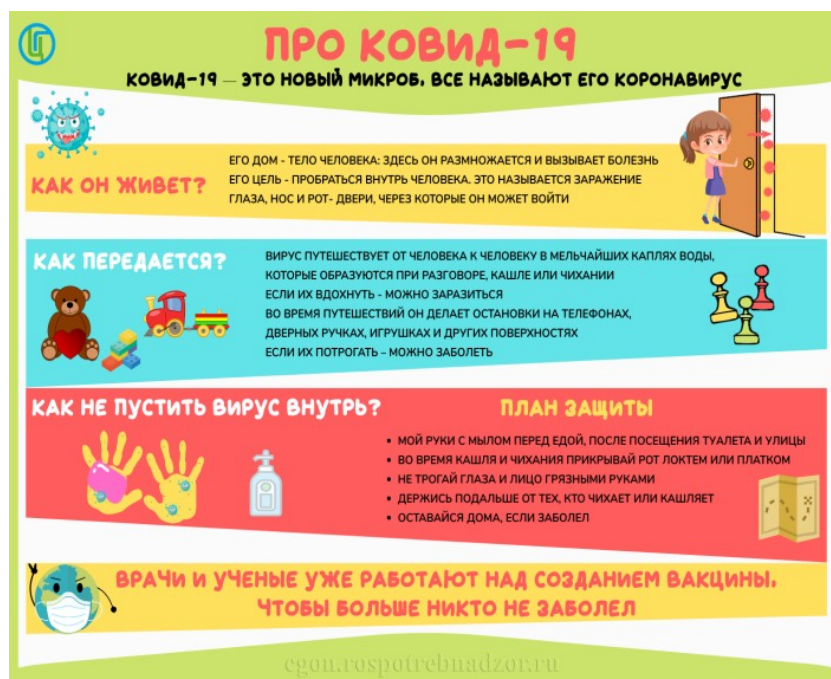 ПРО КОВИД-19
КОВИД-19 — ЭТО НОВЫЙ МИКРОБ. ВСЕ НАЗЫВАЮТ ЕГО КОРОНАВИРУС
КАК ОН ЖИВЕТ?
ЕГО ДОМ - ТЕЛО ЧЕЛОВЕКА: ЗДЕСЬ ОН РАЗМНОЖАЕТСЯ И ВЫЗЫВАЕТ БОЛЕЗНЬ
ЕГО ЦЕЛЬ - ПРОБРАТЬСЯ ВНУТРЬ ЧЕЛОВЕКА. ЭТО НАЗЫВАЕТСЯ ЗАРАЖЕНИЕ
ГЛАЗА, НОС И РОТ- ДВЕРИ, ЧЕРЕЗ КОТОРЫЕ ОН МОЖЕТ ВОЙТИ
КАК ПЕРЕДАЕТСЯ?
ВИРУС ПУТЕШЕСТВУЕТ ОТ ЧЕЛОВЕКА К ЧЕЛОВЕКУ В МЕЛЬЧАЙШИХ КАПЛЯХ ВОДЫ,
КОТОРЫЕ ОБРАЗУЮТСЯ ПРИ РАЗГОВОРЕ, КАШЛЕ ИЛИ ЧИХАНИИ
ЕСЛИ ИХ ВДОХНУТЬ - МОЖНО ЗАРАЗИТЬСЯ
ВО ВРЕМЯ ПУТЕШЕСТВИЙ ОН ДЕЛАЕТ ОСТАНОВКИ НА ТЕЛЕФОНАХ,
ДВЕРНЫХ РУЧКАХ, ИГРУШКАХ И ДРУГИХ ПОВЕРХНОСТЯХ
ЕСЛИ ИХ ПОТРОГАТЬ – МОЖНО ЗАБОЛЕТЬ
КАК НЕ ПУСТИТЬ ВИРУС ВНУТРЬ?
ПЛАН ЗАЩИТЫ
• МОЙ РУКИ С МЫЛОМ ПЕРЕД ЕДОЙ, ПОСЛЕ ПОСЕЩЕНИЯ ТУАЛЕТА И УЛИЦЫ
• ВО ВРЕМЯ КАШЛЯ И ЧИХАНИЯ ПРИКРЫВАЙ РОТ ЛОКТЕМ ИЛИ ПЛАТКОМ
• НЕ ТРОГАЙ ГЛАЗА И ЛИЦО ГРЯЗНЫМИ РУКАМИ
• ДЕРЖИСЬ ПОДАЛЬШЕ ОТ ТЕХ, КТО ЧИХАЕТ ИЛИ КАШЛЯЕТ
• ОСТАВАЙСЯ ДОМА, ЕСЛИ ЗАБОЛЕЛ
ВРАЧИ И УЧЕНЫЕ УЖЕ РАБОТАЮТ НАД СОЗДАНИЕМ ВАКЦИНЫ,
ЧТОБЫ БОЛЬШЕ НИКТО НЕ ЗАБОЛЕЛ
cgon.rospotrebnadzor.ru